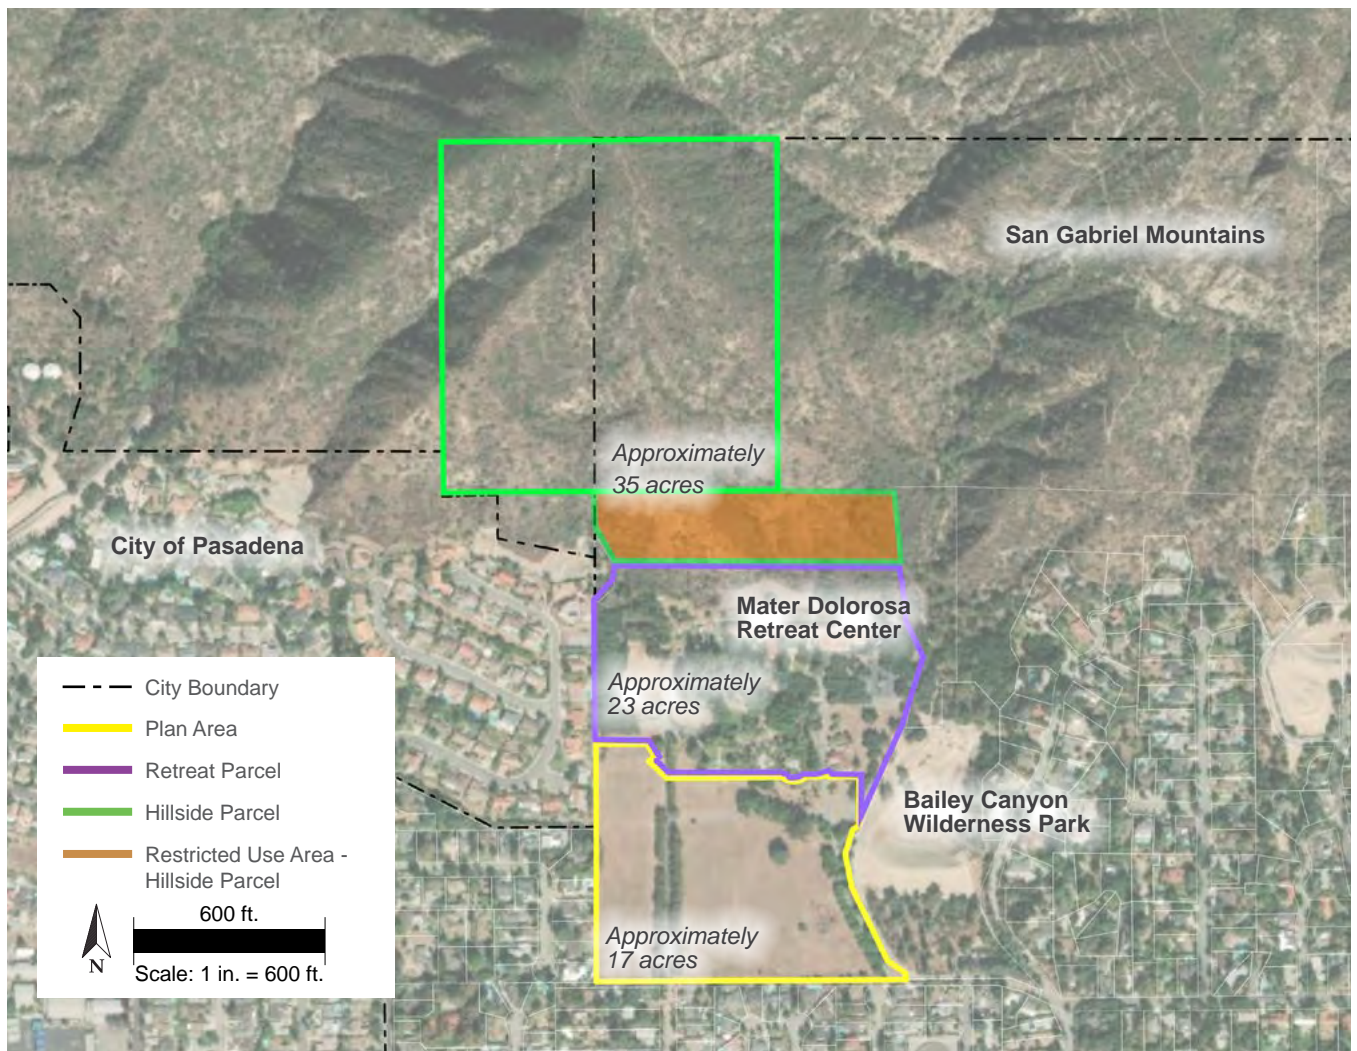 San Gabriel Mountains
Approximately
35 acres
City of Pasadena
Mater Dolorosa
Retreat Center
Approximately
23 acres
Bailey Canyon
Wilderness Park
Approximately
17 acres
City Boundary
Plan Area
Retreat Parcel
Hillside Parcel
Restricted Use Area -
Hillside Parcel
600 ft.
N
Scale: 1 in. = 600 ft.